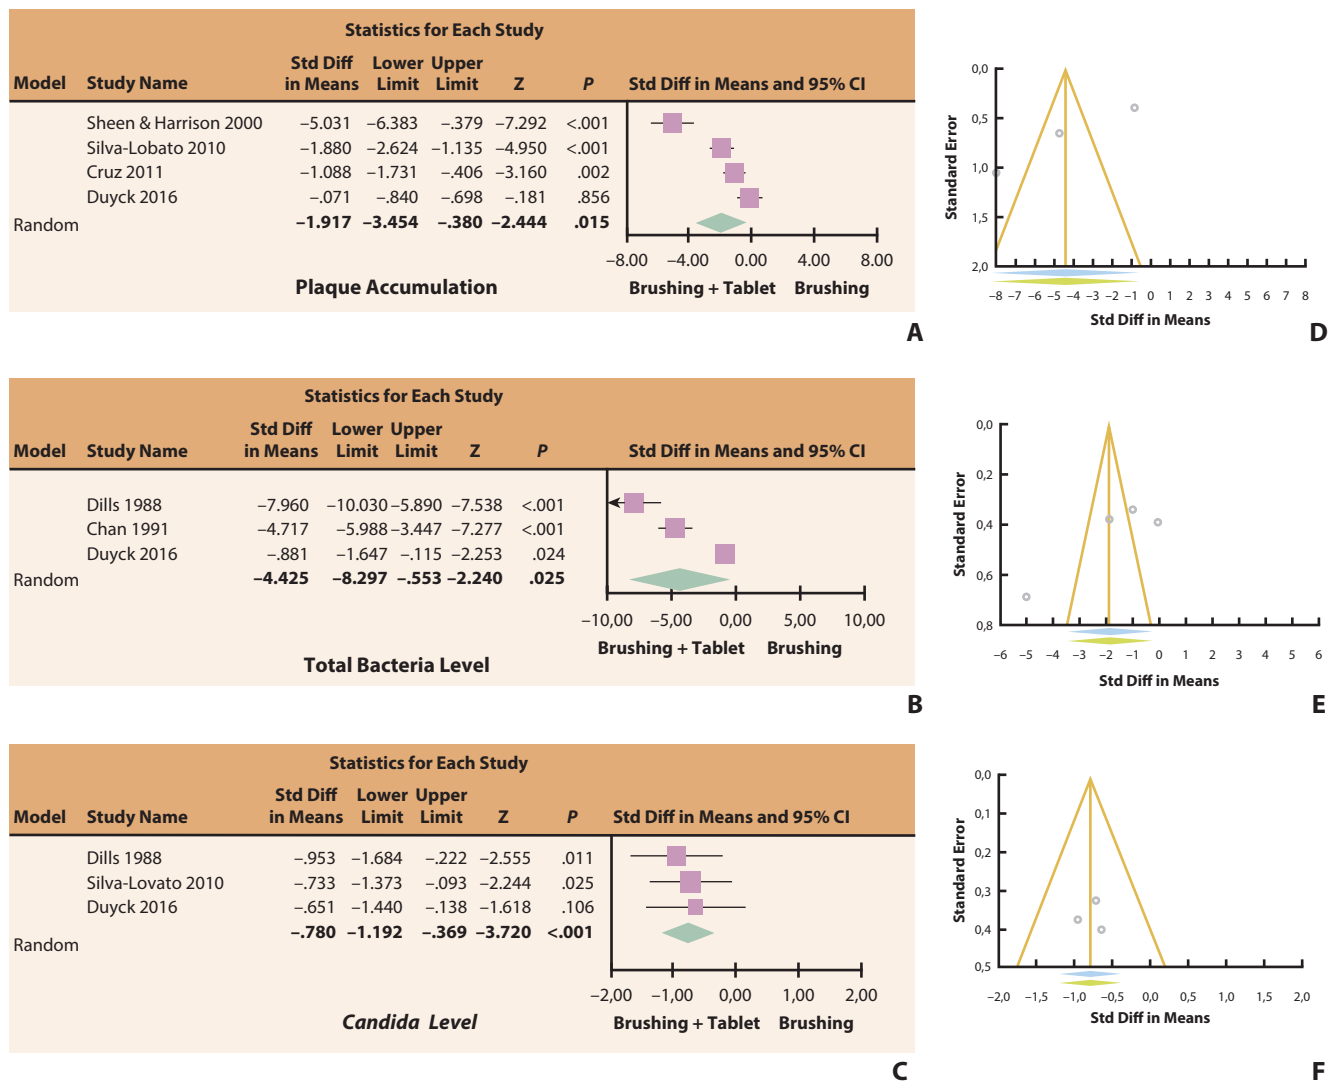 Statistics for Each Study
Model Study Name Std Diff in Means Lower Limit Upper Limit Z P Std Diff in Means and 95% CI
Sheen & Harrison 2000 −5.031 −6.383 −.379 −7.292 <.001
Silva-Lobato 2010 −1.880 −2.624 −1.135 −4.950 <.001
Cruz 2011 −1.088 −1.731 −.406 −3.160 .002
Duyck 2016 −.071 −.840 −.698 −.181 .856
Random −1.917 −3.454 −.380 −2.444 .015
−8.00 −4.00 0.00 4.00 8.00
Plaque Accumulation Brushing + Tablet Brushing
A
0,0
0,5
1,0
1,5
2,0
Standard Error
−8 −7 −6 −5 −4 −3 −2 −1 0 1 2 3 4 5 6 7 8
Std Diff in Means
D
Statistics for Each Study
Model Study Name Std Diff in Means Lower Limit Upper Limit Z P Std Diff in Means and 95% CI
Dills 1988 −7.960 −10.030 −5.890 −7.538 <.001
Chan 1991 −4.717 −5.988 −3.447 −7.277 <.001
Duyck 2016 −.881 −1.647 −.115 −2.253 .024
Random −4.425 −8.297 −.553 −2.240 .025
−10,00 −5,00 0,00 5,00 10,00
Brushing + Tablet Brushing
Total Bacteria Level
B
0,0
0,2
0,4
0,6
0,8
Standard Error
−6 −5 −4 −3 −2 −1 0 1 2 3 4 5 6
Std Diff in Means
E
Statistics for Each Study
Model Study Name Std Diff in Means Lower Limit Upper Limit Z P Std Diff in Means and 95% CI
Dills 1988 −.953 −1.684 −.222 −2.555 .011
Silva-Lovato 2010 −.733 −1.373 −.093 −2.244 .025
Duyck 2016 −.651 −1.440 −.138 −1.618 .106
Random −.780 −1.192 −.369 −3.720 <.001
−2,00 −1,00 0,00 1,00 2,00
Candida Level Brushing + Tablet Brushing
C
0,0
0,1
0,2
0,3
0,4
0,5
Standard Error
−2,0 −1,5 −1,0 −0,5 0,0 0,5 1,0 1,5 2,0
Std Diff in Means
F